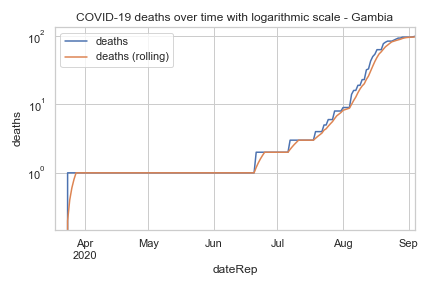 COVID-19 deaths over time with logarithmic scale - Gambia
deaths
deaths (rolling)
10²
10¹
10⁰
deaths
Apr
2020
May
Jun
Jul
Aug
Sep
dateRep